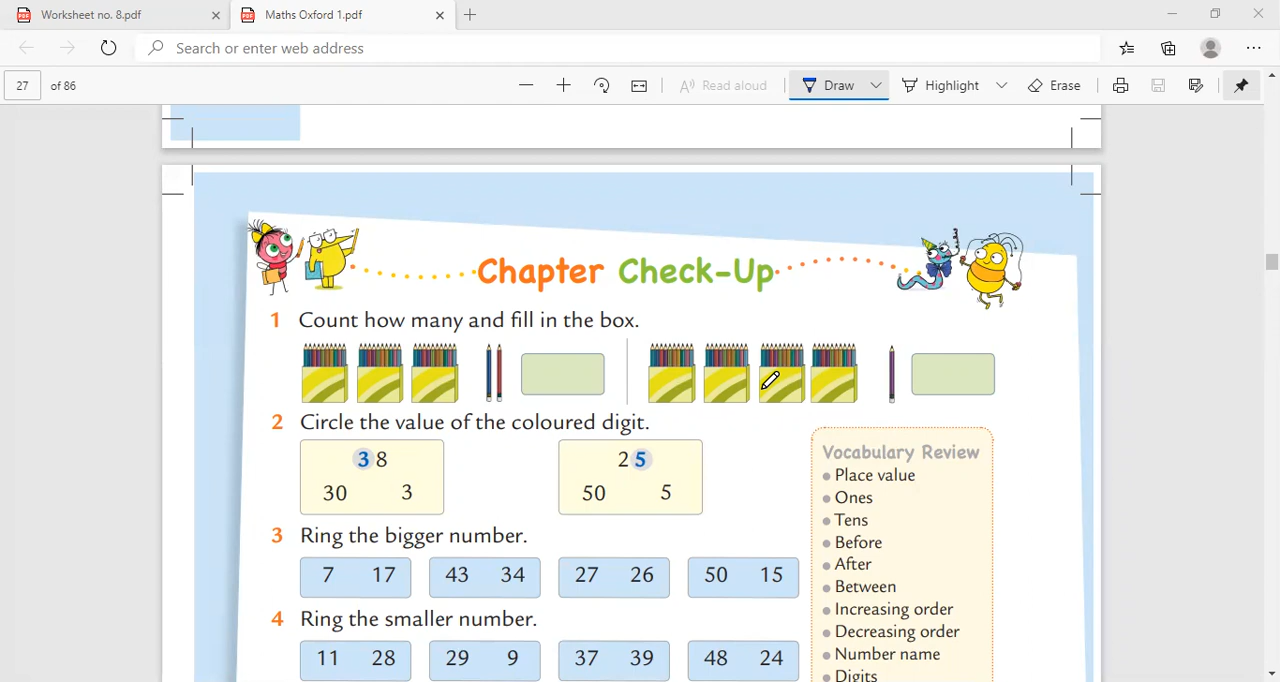 Worksheet no. 8.pdf
Maths Oxford 1.pdf
Search or enter web address
27 of 86
Read aloud
Draw
Highlight
Erase
Chapter Check-Up
1 Count how many and fill in the box.
2 Circle the value of the coloured digit.
38
30 3
25
50 5
3 Ring the bigger number.
7 17
43 34
27 26
50 15
4 Ring the smaller number.
11 28
29 9
37 39
48 24
Vocabulary Review
• Place value
• Ones
• Tens
• Before
• After
• Between
• Increasing order
• Decreasing order
• Number name
• Digits